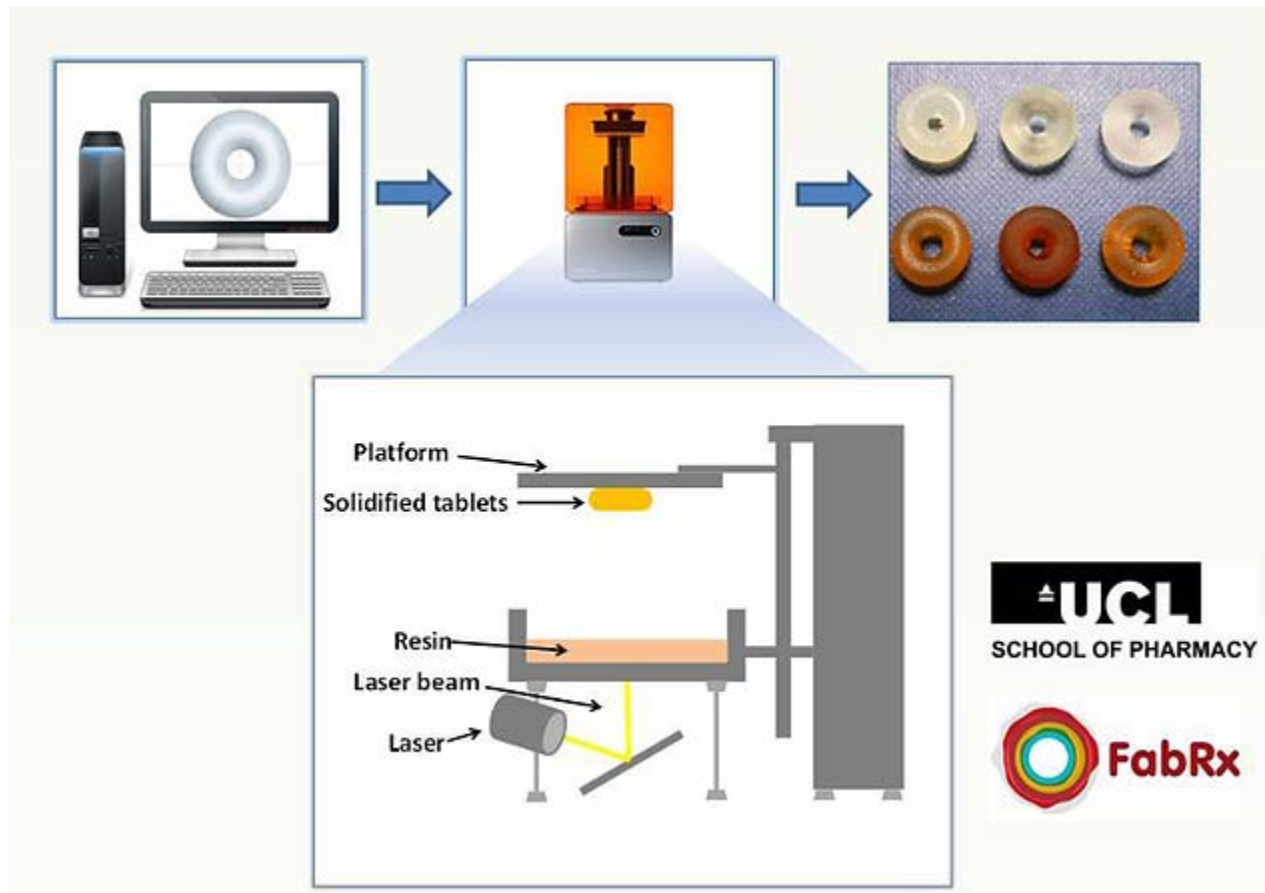 Platform
Solidified tablets
Resin
Laser beam
Laser
UCL
SCHOOL OF PHARMACY
FabRx